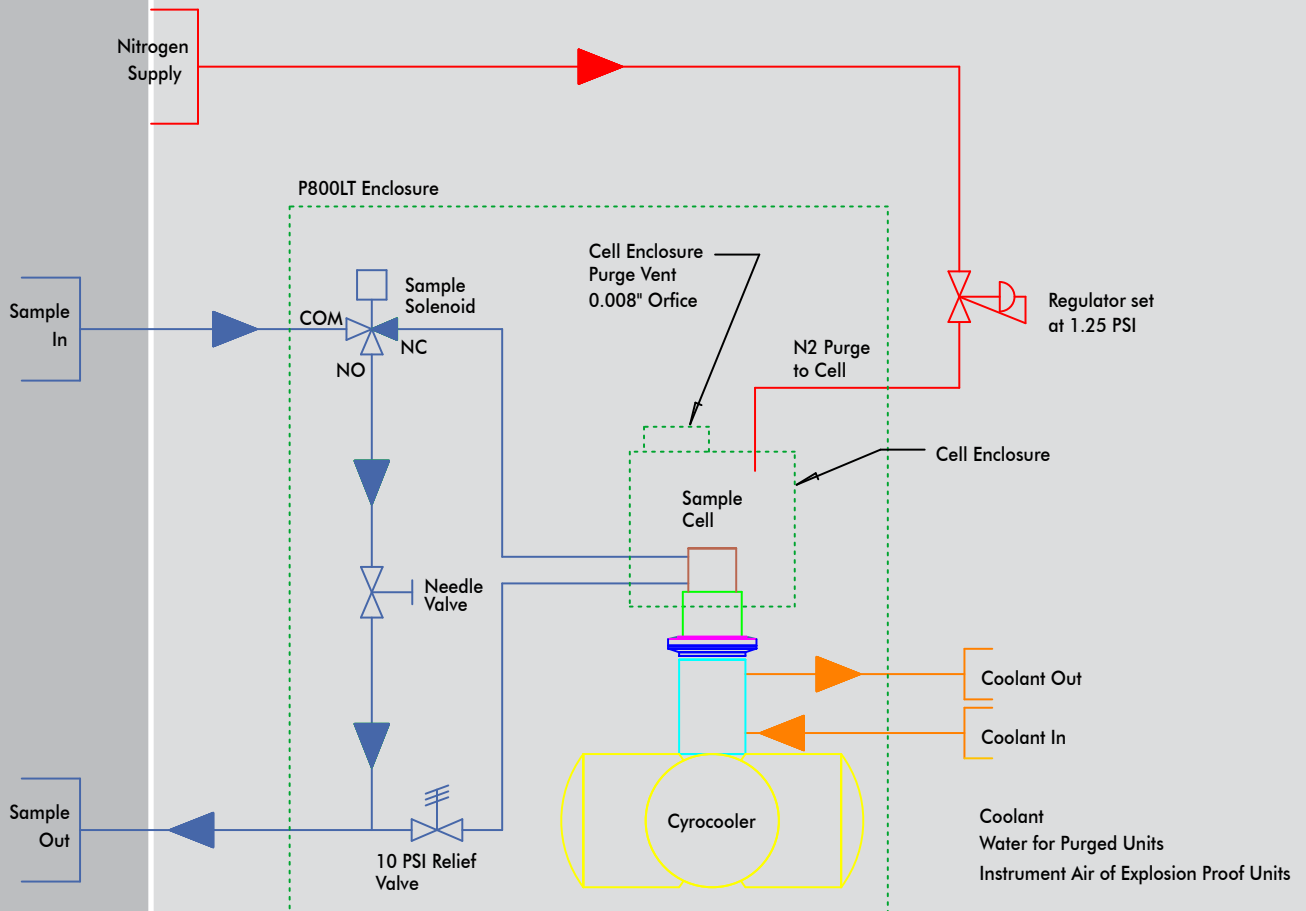 Nitrogen
Supply
P800LT Enclosure
Cell Enclosure
Purge Vent
0.008" Orfice
Sample
Solenoid
Sample
In
COM
NC
NO
Regulator set
at 1.25 PSI
N2 Purge
to Cell
Cell Enclosure
Sample
Cell
Needle
Valve
Coolant Out
Coolant In
Sample
Out
Cyrocooler
10 PSI Relief
Valve
Coolant
Water for Purged Units
Instrument Air of Explosion Proof Units